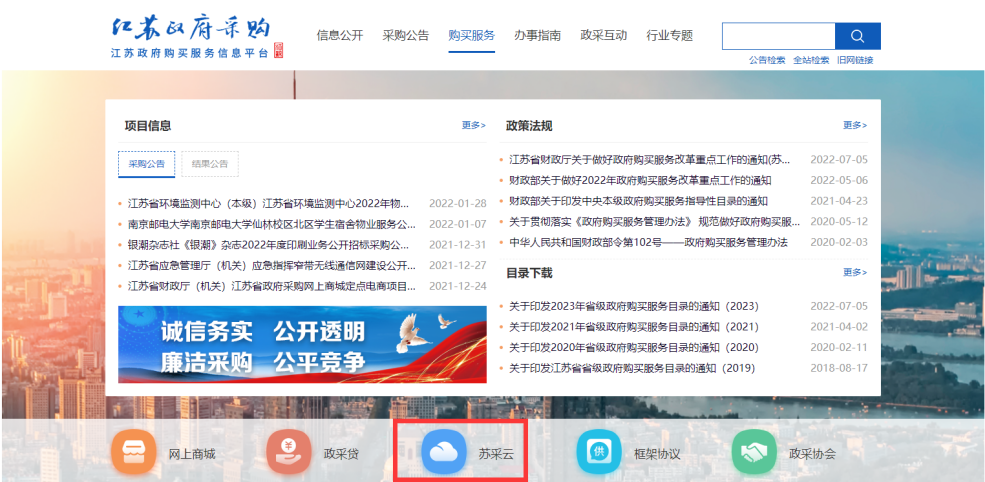 江苏政府采购
江苏政府购买服务信息平台
信息公开 采购公告 购买服务 办事指南 政采互动 行业专题
公告检索 全站检索 旧网链接
项目信息 更多>
采购公告 结果公告
江苏省环境监测中心（本级）江苏省环境监测中心2022年物... 2022-01-28
南京邮电大学南京邮电大学仙林校区北区学生宿舍物业服务公... 2022-01-07
银潮杂志社《银潮》杂志2022年度印刷业务公开招标采购公... 2021-12-31
江苏省应急管理厅（机关）应急指挥窄带无线通信网建设公开... 2021-12-27
江苏省财政厅（机关）江苏省政府采购网上商城定点电商项目... 2021-12-24
诚信务实 公开透明
廉洁采购 公平竞争
政策法规 更多>
江苏省财政厅关于做好政府购买服务改革重点工作的通知(苏... 2022-07-05
财政部关于做好2022年政府购买服务改革重点工作的通知 2022-05-06
财政部关于印发中央本级政府购买服务指导性目录的通知 2021-04-23
关于贯彻落实《政府购买服务管理办法》 规范做好政府购买服... 2020-05-12
中华人民共和国财政部令第102号——政府购买服务管理办法 2020-02-03
目录下载 更多>
关于印发2023年省级政府购买服务目录的通知（2023） 2022-07-05
关于印发2021年省级政府购买服务目录的通知（2021） 2021-04-02
关于印发2020年省级政府购买服务目录的通知（2020） 2020-02-11
关于印发江苏省省级政府购买服务目录的通知（2019） 2018-08-17
网上商城 政采贷 苏采云 供 框架协议 政采协会